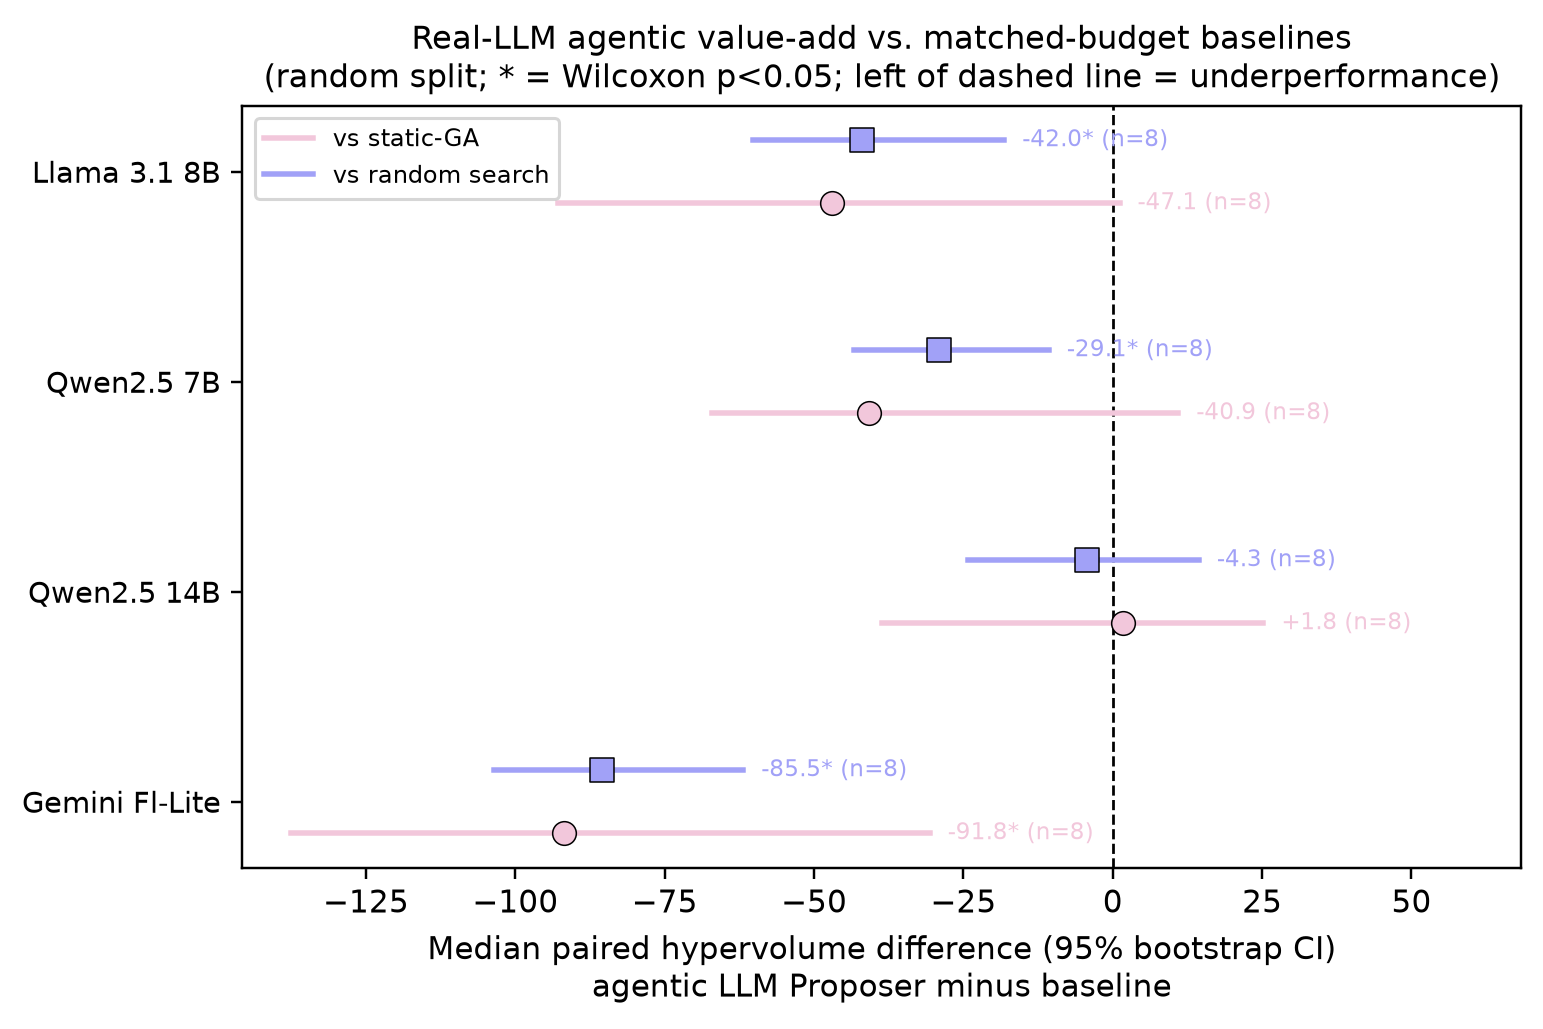 Real-LLM agentic value-add vs. matched-budget baselines
(random split; * = Wilcoxon p<0.05; left of dashed line = underperformance)
vs static-GA
vs random search
Llama 3.1 8B
-42.0* (n=8)
-47.1 (n=8)
Qwen2.5 7B
-29.1* (n=8)
-40.9 (n=8)
Qwen2.5 14B
-4.3 (n=8)
+1.8 (n=8)
Gemini Fl-Lite
-85.5* (n=8)
-91.8* (n=8)
−125 −100 −75 −50 −25 0 25 50
Median paired hypervolume difference (95% bootstrap CI)
agentic LLM Proposer minus baseline